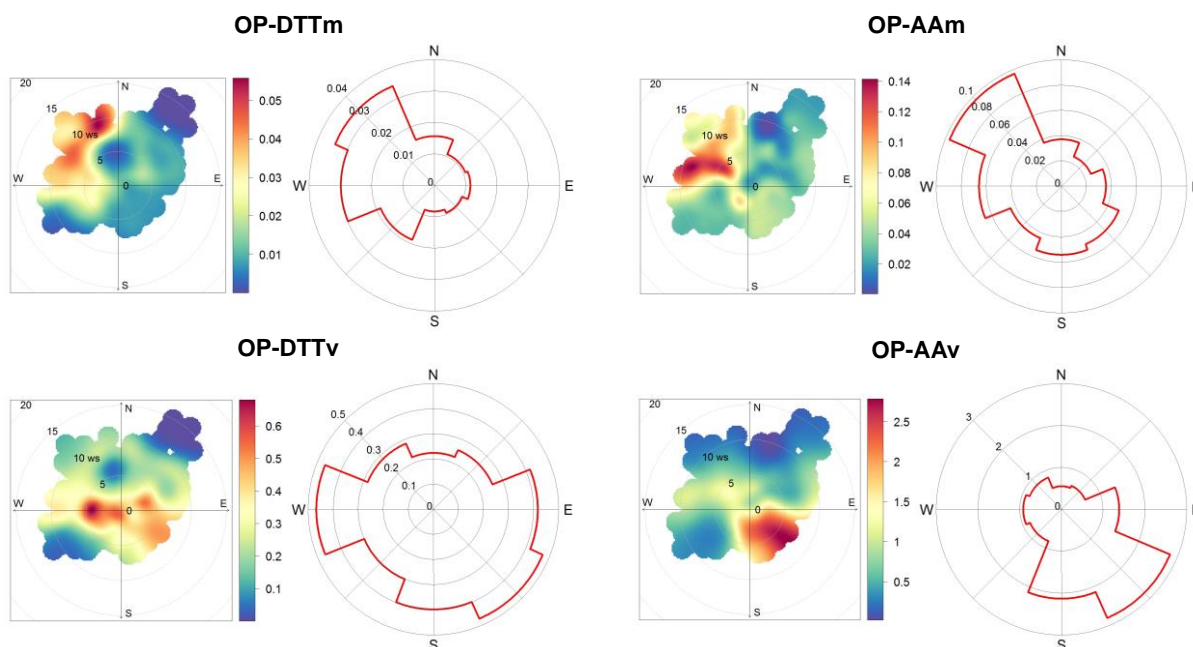 OP-DTTm
OP-AAm
20
15
10 ws
5
0
N
W
E
S
0.05
0.04
0.03
0.02
0.01
N
0.04
0.03
0.02
0.01
0
W
E
S
20
15
10 ws
5
0
N
W
E
S
0.14
0.12
0.1
0.08
0.06
0.04
0.02
N
0.1
0.08
0.06
0.04
0.02
0
W
S
OP-DTTv
OP-AAv
20
15
10 ws
5
0
N
W
E
S
0.6
0.5
0.4
0.3
0.2
0.1
N
0.5
0.4
0.3
0.2
0.1
0
W
E
S
20
15
10 ws
5
0
N
W
E
S
2.5
2
1.5
1
0.5
N
3
2
1
0
W
S